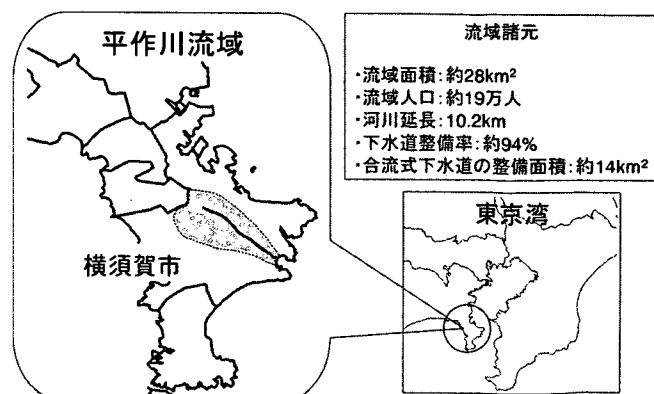 平作川流域
横須賀市
流域諸元
・流域面積：約28km²
・流域人口：約19万人
・河川延長：10.2km
・下水道整備率：約94%
・合流式下水道の整備面積：約14km²
東京湾